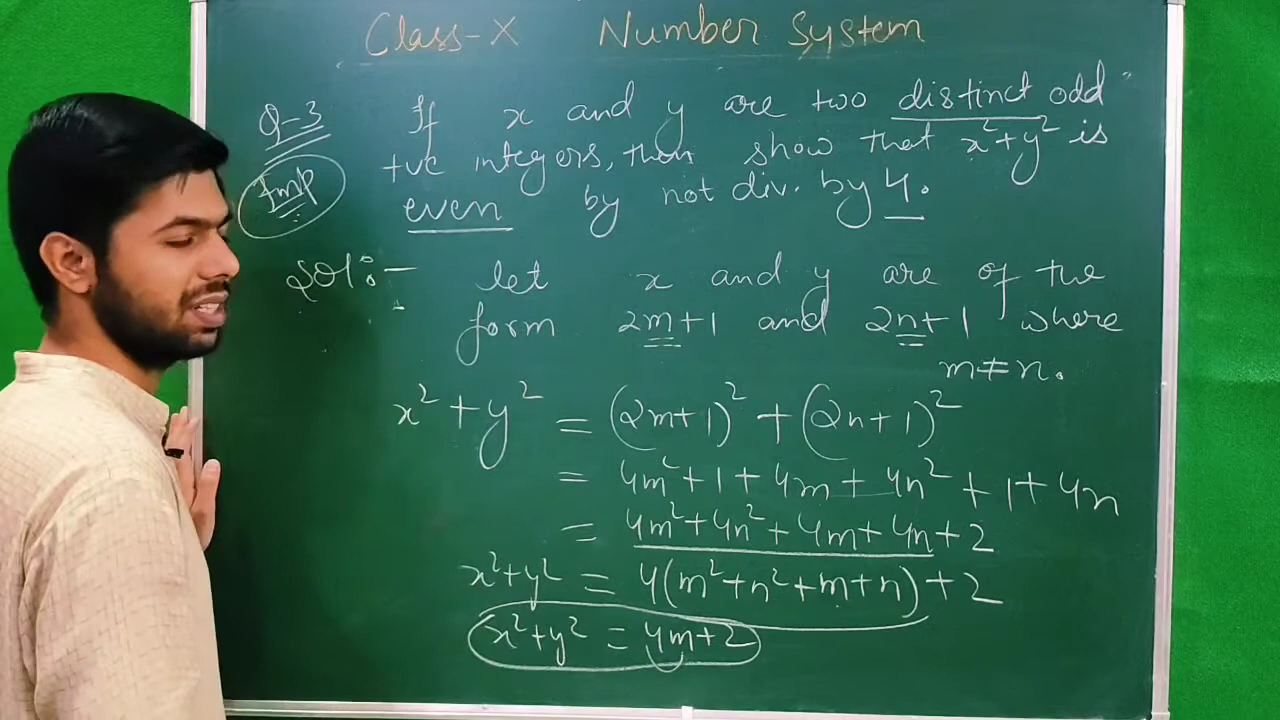 Class-X Number System
Q-3 If x and y are two distinct odd
Imp +ve integers, then show that x²+y² is
even by not div. by 4.
Sol:- let x and y are of the
form 2m+1 and 2n+1 where
m≠n.
x²+y² = (2m+1)² + (2n+1)²
= 4m²+1+4m+4n²+1+4n
= 4m²+4n²+4m+4n+2
x²+y² = 4(m²+n²+m+n)+2
x²+y² = 4m+2